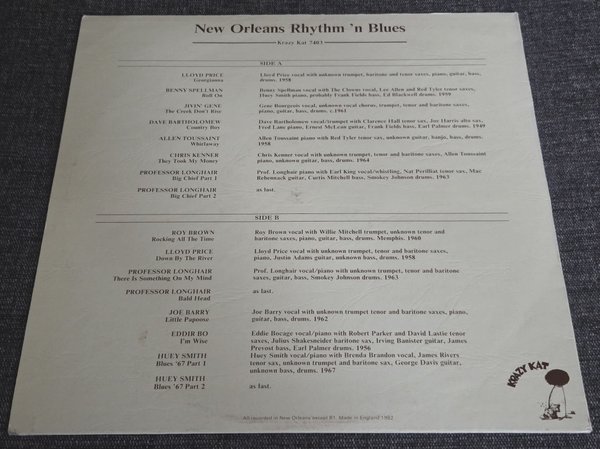 New Orleans Rhythm 'n Blues
Krazy Kat 7403
SIDE A
LLOYD PRICE Lloyd Price vocal with unknown trumpet, baritone and tenor saxes, piano, guitar, bass,
Georgianna drums. 1958
BENNY SPELLMAN Benny Spellman vocal with The Clowns vocal, Lee Allen and Red Tyler tenor saxes,
Roll On Huey Smith piano, probably Frank Fields bass, Ed Blackwell drums. 1959
JIVIN' GENE Gene Bourgeois vocal, unknown vocal chorus, trumpet, tenor and baritone saxes,
The Creek Don't Rise piano, guitar, bass, drums. c.1961
DAVE BARTHOLOMEW Dave Bartholomew vocal/trumpet with Clarence Hall tenor sax, Joe Harris alto sax,
Country Boy Fred Lane piano, Ernest McLean guitar, Frank Fields bass, Earl Palmer drums. 1949
ALLEN TOUSSAINT Allen Toussaint piano with Red Tyler tenor sax, unknown guitar, banjo, bass, drums.
Whirlaway 1958
CHRIS KENNER Chris Kenner vocal with unknown trumpet, tenor and baritone saxes, Allen Toussaint
They Took My Money piano, unknown guitar, bass, drums. 1964
PROFESSOR LONGHAIR Prof. Longhair piano with Earl King vocal/whistling, Nat Perilliat tenor sax, Mac
Big Chief Part 1 Rebennack guitar, Curtis Mitchell bass, Smokey Johnson drums. 1963
PROFESSOR LONGHAIR as last.
Big Chief Part 2
SIDE B
ROY BROWN Roy Brown vocal with Willie Mitchell trumpet, unknown tenor and
Rocking All The Time baritone saxes, piano, guitar, bass, drums. Memphis. 1960
LLOYD PRICE Lloyd Price vocal with unknown trumpet, tenor and baritone saxes,
Down By The River piano, Justin Adams guitar, unknown bass, drums. 1958
PROFESSOR LONGHAIR Prof. Longhair vocal/piano with unknown trumpet, tenor and baritone
There Is Something On My Mind saxes, guitar, bass, Smokey Johnson drums. 1963
PROFESSOR LONGHAIR as last.
Bald Head
JOE BARRY Joe Barry vocal with unknown trumpet tenor and baritone saxes, piano,
Little Papoose guitar, bass, drums. 1962
EDDIE BO Eddie Bocage vocal/piano with Robert Parker and David Lastie tenor
I'm Wise saxes, Julius Shakesneider baritone sax, Irving Banister guitar, James
Prevost bass, Earl Palmer drums. 1956
HUEY SMITH Huey Smith vocal/piano with Brenda Brandon vocal, James Rivers
Blues '67 Part 1 tenor sax, unknown trumpet and baritone sax, George Davis guitar,
unknown bass, drums. 1967
HUEY SMITH as last.
Blues '67 Part 2
KRAZY KAT
All recorded in New Orleans except B1. Made in England 1982.